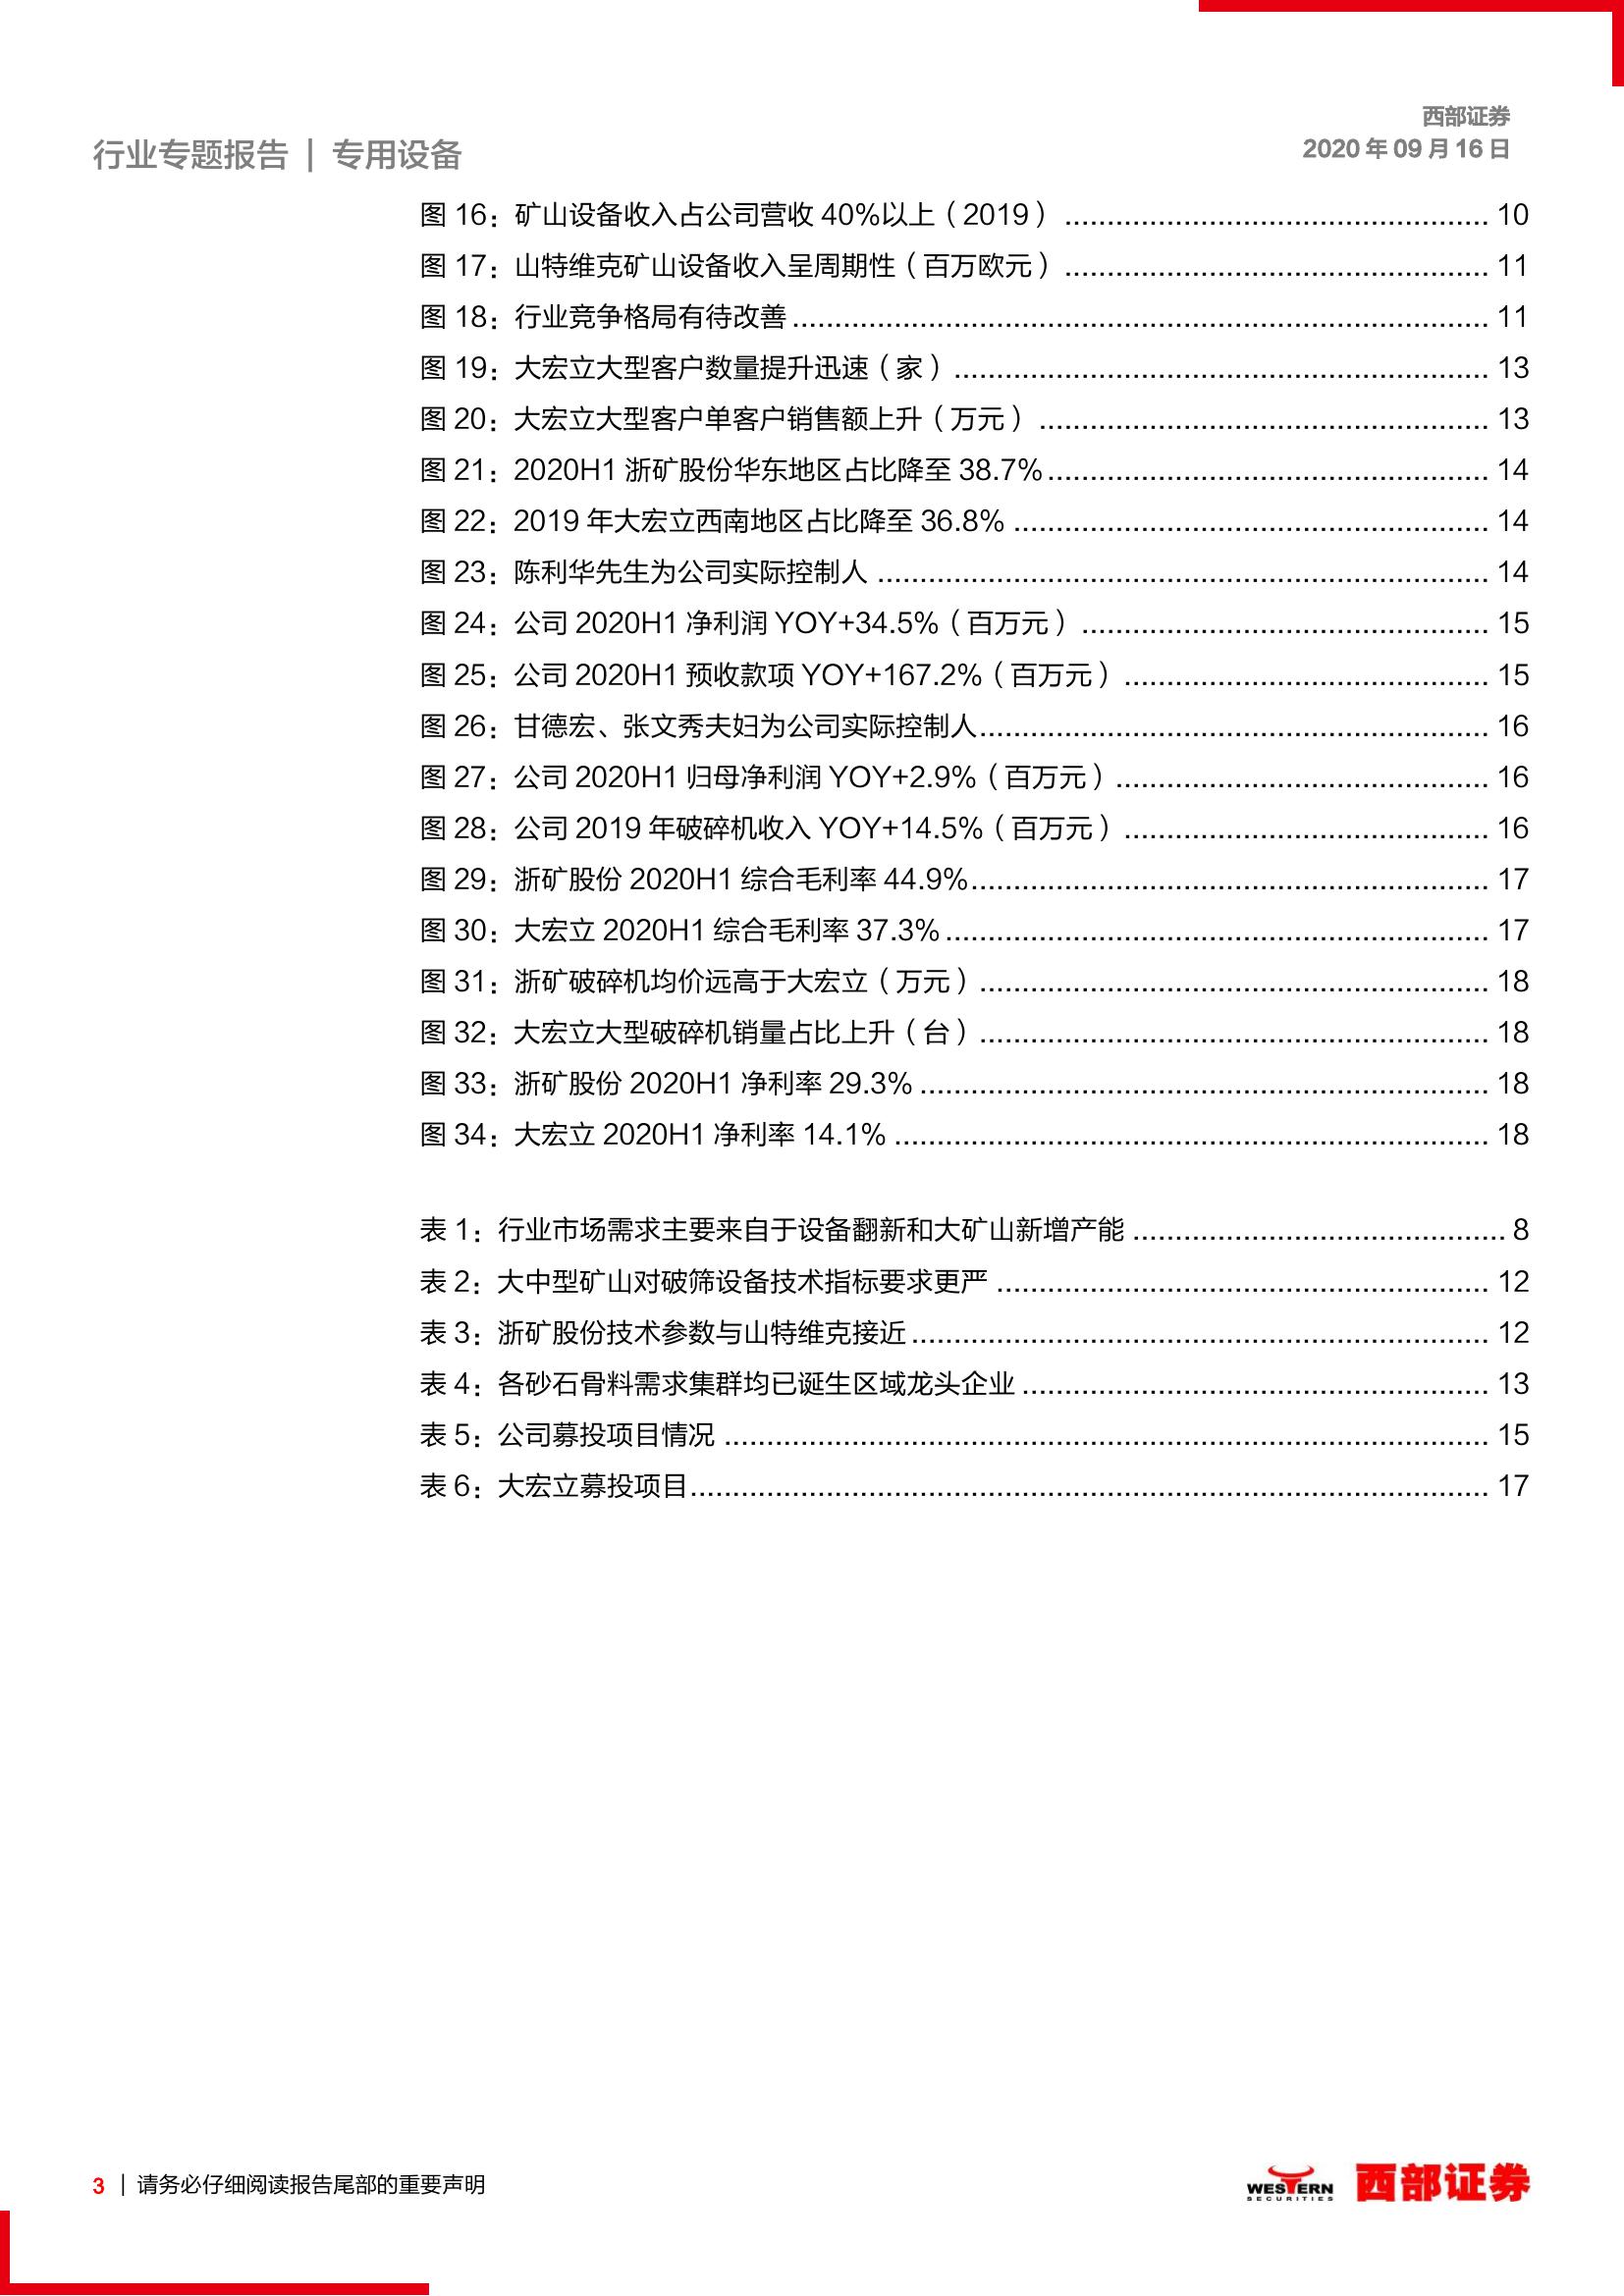 西部证券
行业专题报告 | 专用设备
2020 年 09 月 16 日
图 16：矿山设备收入占公司营收 40%以上（2019）.................................................. 10
图 17：山特维克矿山设备收入呈周期性（百万欧元）.................................................. 11
图 18：行业竞争格局有待改善.................................................................................. 11
图 19：大宏立大型客户数量提升迅速（家）............................................................... 13
图 20：大宏立大型客户单客户销售额上升（万元）..................................................... 13
图 21：2020H1 浙矿股份华东地区占比降至 38.7%.................................................... 14
图 22：2019 年大宏立西南地区占比降至 36.8% ........................................................ 14
图 23：陈利华先生为公司实际控制人 ........................................................................ 14
图 24：公司 2020H1 净利润 YOY+34.5%（百万元）................................................ 15
图 25：公司 2020H1 预收款项 YOY+167.2%（百万元）........................................... 15
图 26：甘德宏、张文秀夫妇为公司实际控制人............................................................ 16
图 27：公司 2020H1 归母净利润 YOY+2.9%（百万元）............................................ 16
图 28：公司 2019 年破碎机收入 YOY+14.5%（百万元）........................................... 16
图 29：浙矿股份 2020H1 综合毛利率 44.9%............................................................. 17
图 30：大宏立 2020H1 综合毛利率 37.3%................................................................ 17
图 31：浙矿破碎机均价远高于大宏立（万元）............................................................ 18
图 32：大宏立大型破碎机销量占比上升（台）............................................................ 18
图 33：浙矿股份 2020H1 净利率 29.3% ................................................................... 18
图 34：大宏立 2020H1 净利率 14.1% ...................................................................... 18
表 1：行业市场需求主要来自于设备翻新和大矿山新增产能 ............................................ 8
表 2：大中型矿山对破筛设备技术指标要求更严 .......................................................... 12
表 3：浙矿股份技术参数与山特维克接近.................................................................... 12
表 4：各砂石骨料需求集群均已诞生区域龙头企业 ....................................................... 13
表 5：公司募投项目情况 .......................................................................................... 15
表 6：大宏立募投项目.............................................................................................. 17
3 | 请务必仔细阅读报告尾部的重要声明
WESTERN
SECURITIES
西部证券